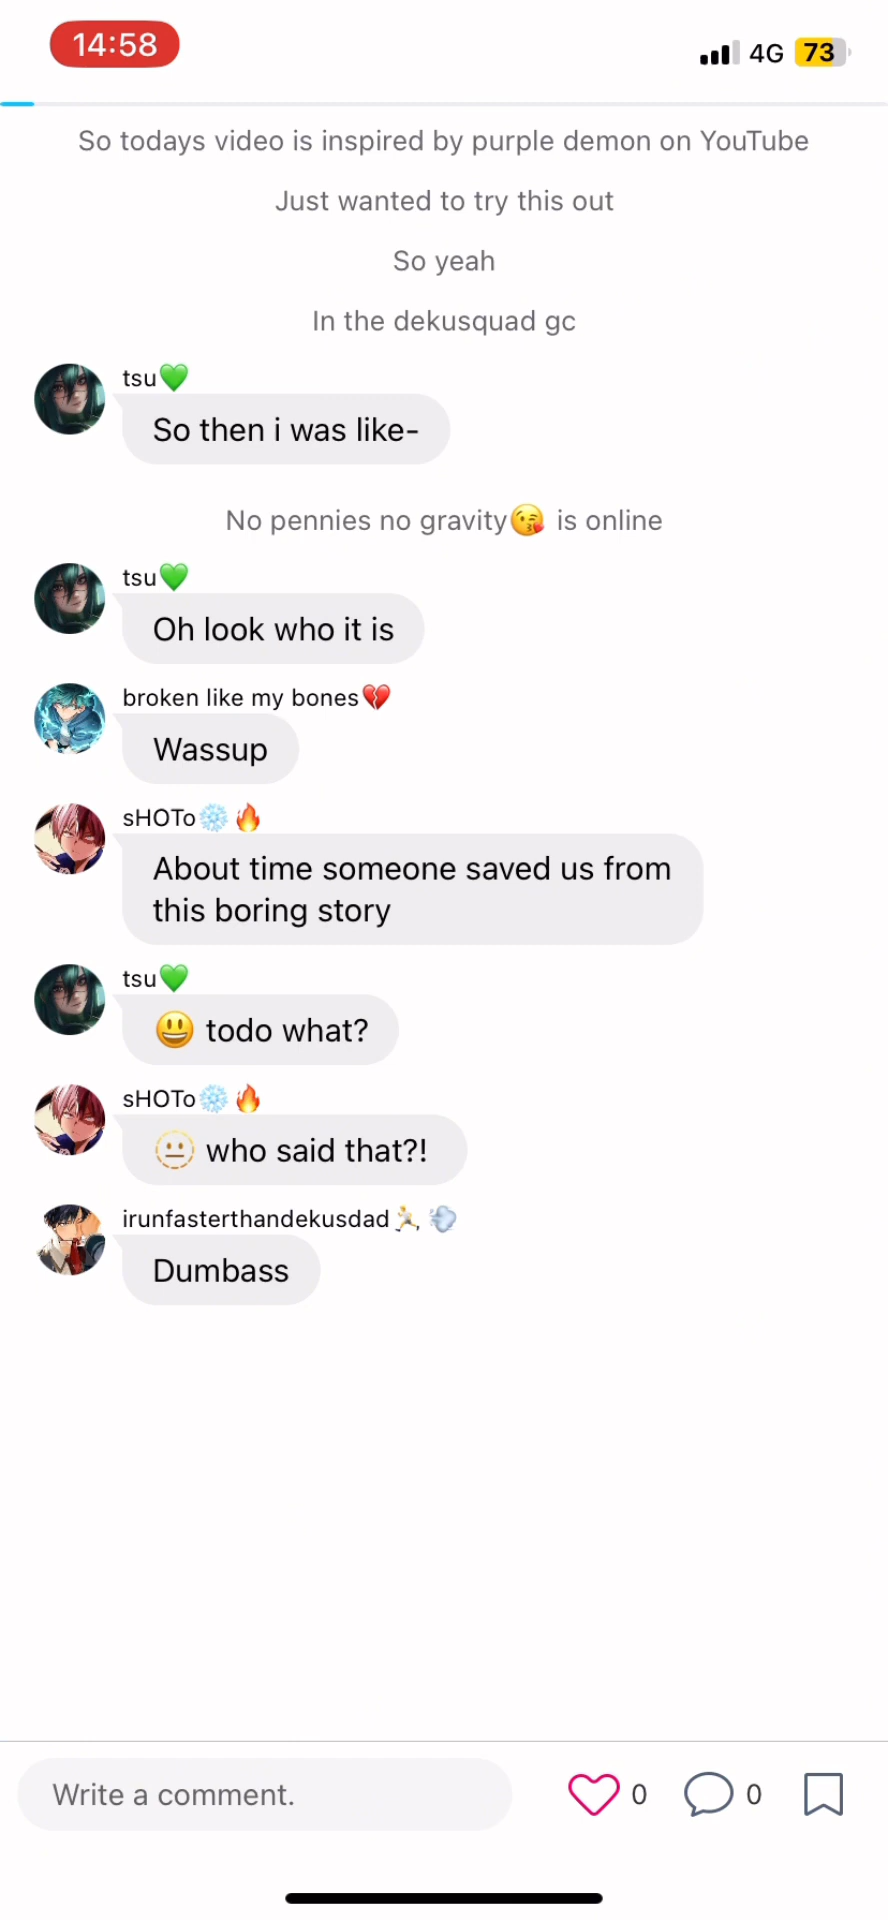 14:58
4G 73
So todays video is inspired by purple demon on YouTube
Just wanted to try this out
So yeah
In the dekusquad gc
tsu💚
So then i was like-
No pennies no gravity😘 is online
tsu💚
Oh look who it is
broken like my bones💔
Wassup
sHOTo❄️🔥
About time someone saved us from
this boring story
tsu💚
😃 todo what?
sHOTo❄️🔥
🫥 who said that?!
irunfasterthandekusdad🏃💨
Dumbass
Write a comment.
0
0